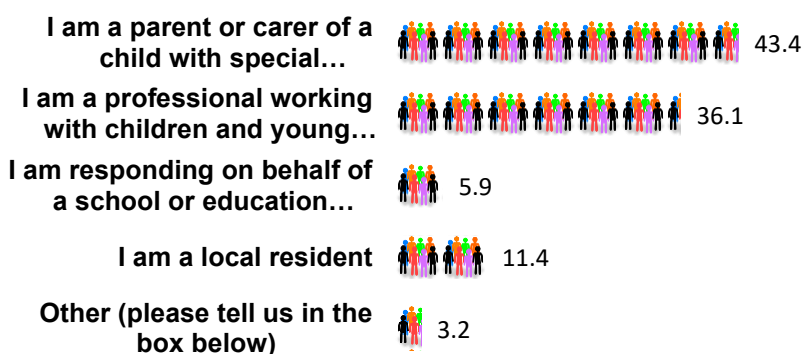 I am a parent or carer of a
child with special…
43.4
I am a professional working
with children and young…
36.1
I am responding on behalf of
a school or education…
5.9
I am a local resident
11.4
Other (please tell us in the
box below)
3.2